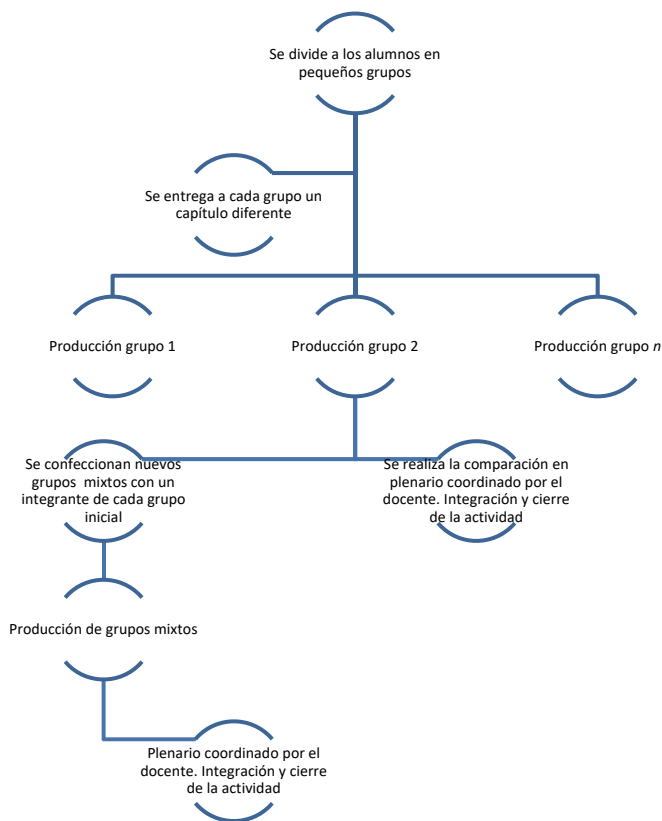 Se divide a los alumnos en
pequeños grupos
Se entrega a cada grupo un
capítulo diferente
Producción grupo 1
Producción grupo 2
Producción grupo n
Se confeccionan nuevos
grupos mixtos con un
integrante de cada grupo
inicial
Se realiza la comparación en
plenario coordinado por el
docente. Integración y cierre
de la actividad
Producción de grupos mixtos
Plenario coordinado por el
docente. Integración y cierre
de la actividad